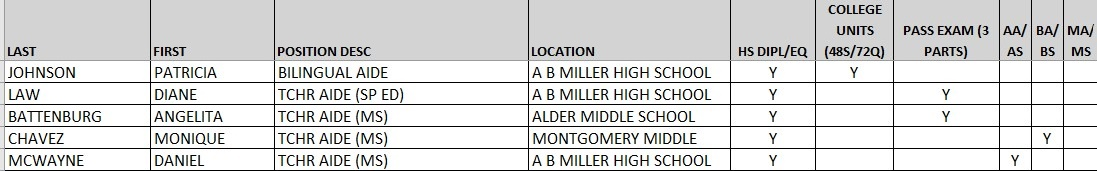 LAST FIRST POSITION DESC LOCATION HS DIPL/EQ COLLEGE UNITS (48S/72Q) PASS EXAM (3 PARTS) AA/ AS BA/ BS MA/ MS
JOHNSON PATRICIA BILINGUAL AIDE A B MILLER HIGH SCHOOL Y Y
LAW DIANE TCHR AIDE (SP ED) A B MILLER HIGH SCHOOL Y Y
BATTENBURG ANGELITA TCHR AIDE (MS) ALDER MIDDLE SCHOOL Y Y
CHAVEZ MONIQUE TCHR AIDE (MS) MONTGOMERY MIDDLE Y Y
MCWAYNE DANIEL TCHR AIDE (MS) A B MILLER HIGH SCHOOL Y Y